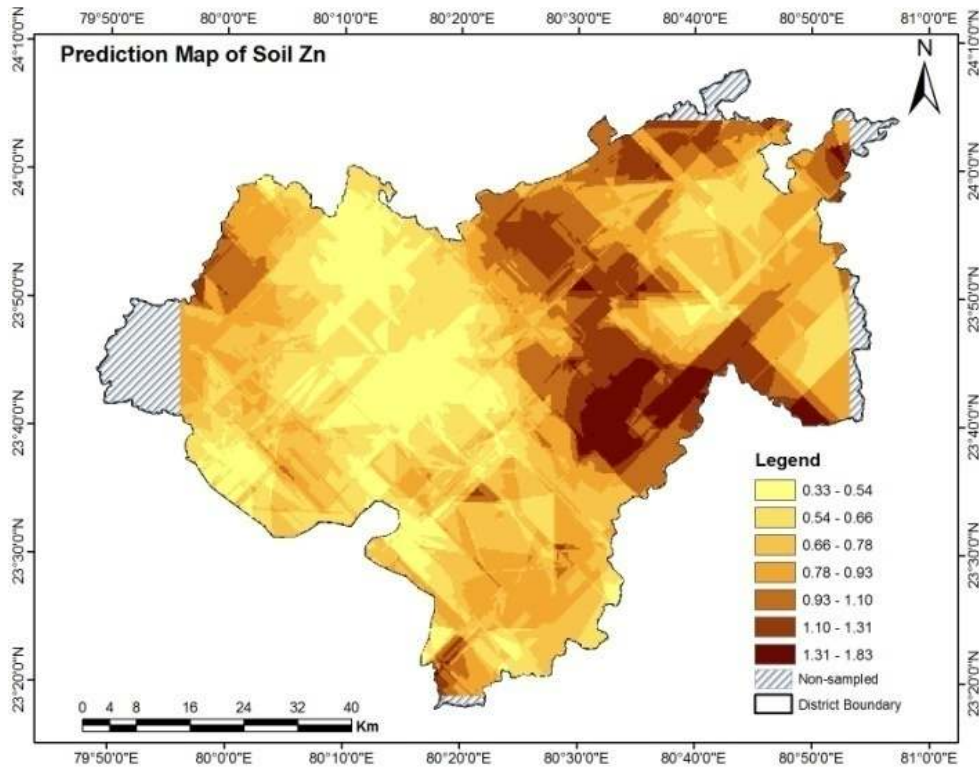 79°50'0"E 80°0'0"E 80°10'0"E 80°20'0"E 80°30'0"E 80°40'0"E 80°50'0"E 81°0'0"E
24°10'0"N
24°10'0"N
Prediction Map of Soil Zn
N
24°0'0"N
24°0'0"N
23°50'0"N
23°50'0"N
23°40'0"N
23°40'0"N
Legend
0.33 - 0.54
0.54 - 0.66
0.66 - 0.78
0.78 - 0.93
0.93 - 1.10
1.10 - 1.31
1.31 - 1.83
Non-sampled
District Boundary
23°30'0"N
23°30'0"N
23°20'0"N
23°20'0"N
0 4 8 16 24 32 40
Km
79°50'0"E 80°0'0"E 80°10'0"E 80°20'0"E 80°30'0"E 80°40'0"E 80°50'0"E 81°0'0"E